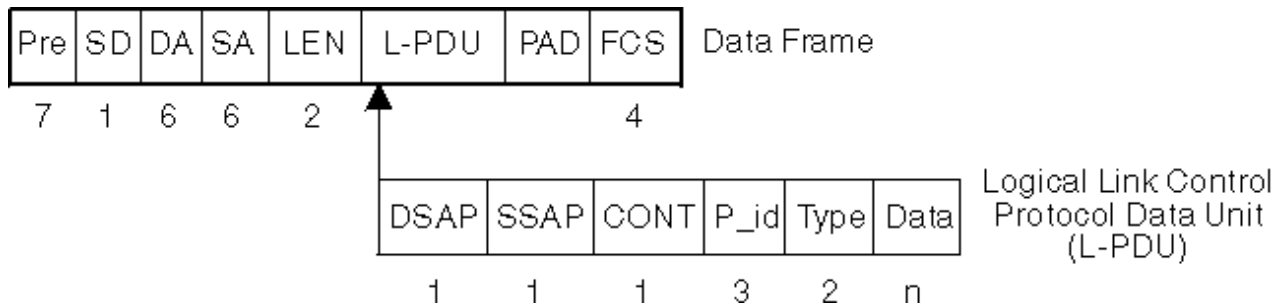 Pre SD DA SA LEN L-PDU PAD FCS Data Frame
7 1 6 6 2 4
DSAP SSAP CONT P_id Type Data
Logical Link Control
Protocol Data Unit
(L-PDU)
1 1 1 3 2 n